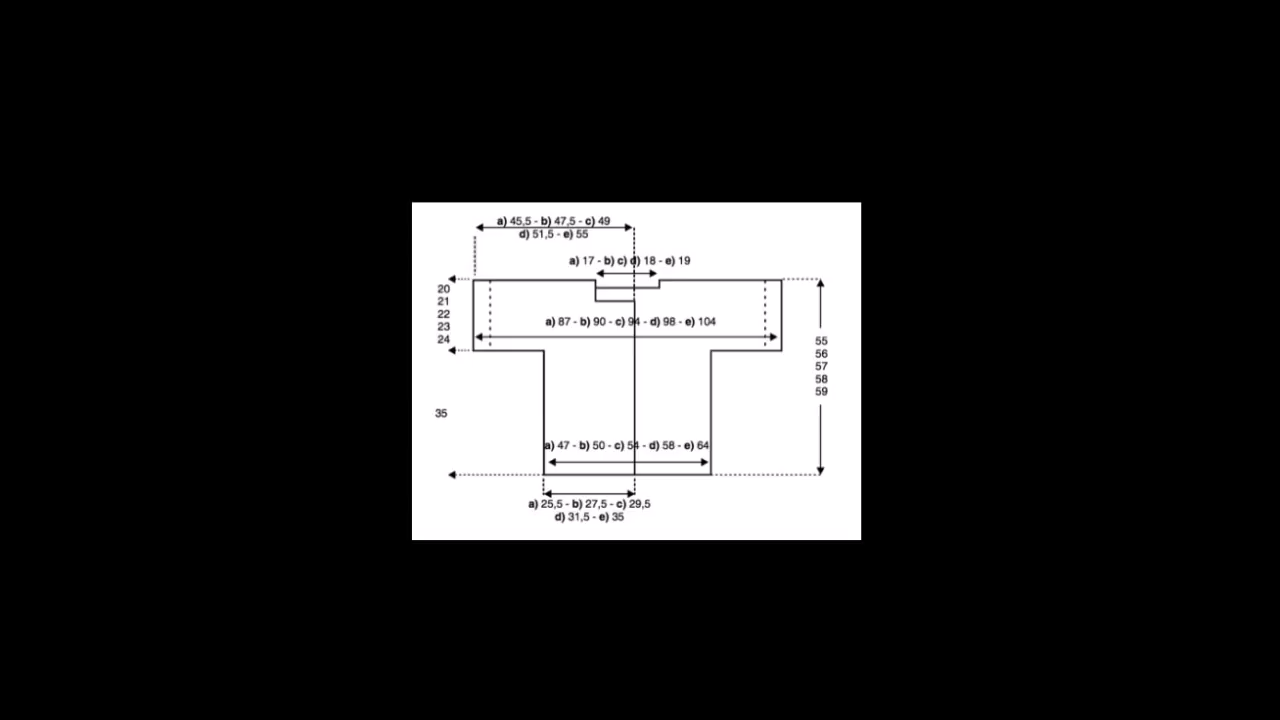 a) 45,5 - b) 47,5 - c) 49
d) 51,5 - e) 55
a) 17 - b) c) d) 18 - e) 19
20
21
22
23
24
a) 87 - b) 90 - c) 94 - d) 98 - e) 104
55
56
57
58
59
35
a) 47 - b) 50 - c) 54 - d) 58 - e) 64
a) 25,5 - b) 27,5 - c) 29,5
d) 31,5 - e) 35